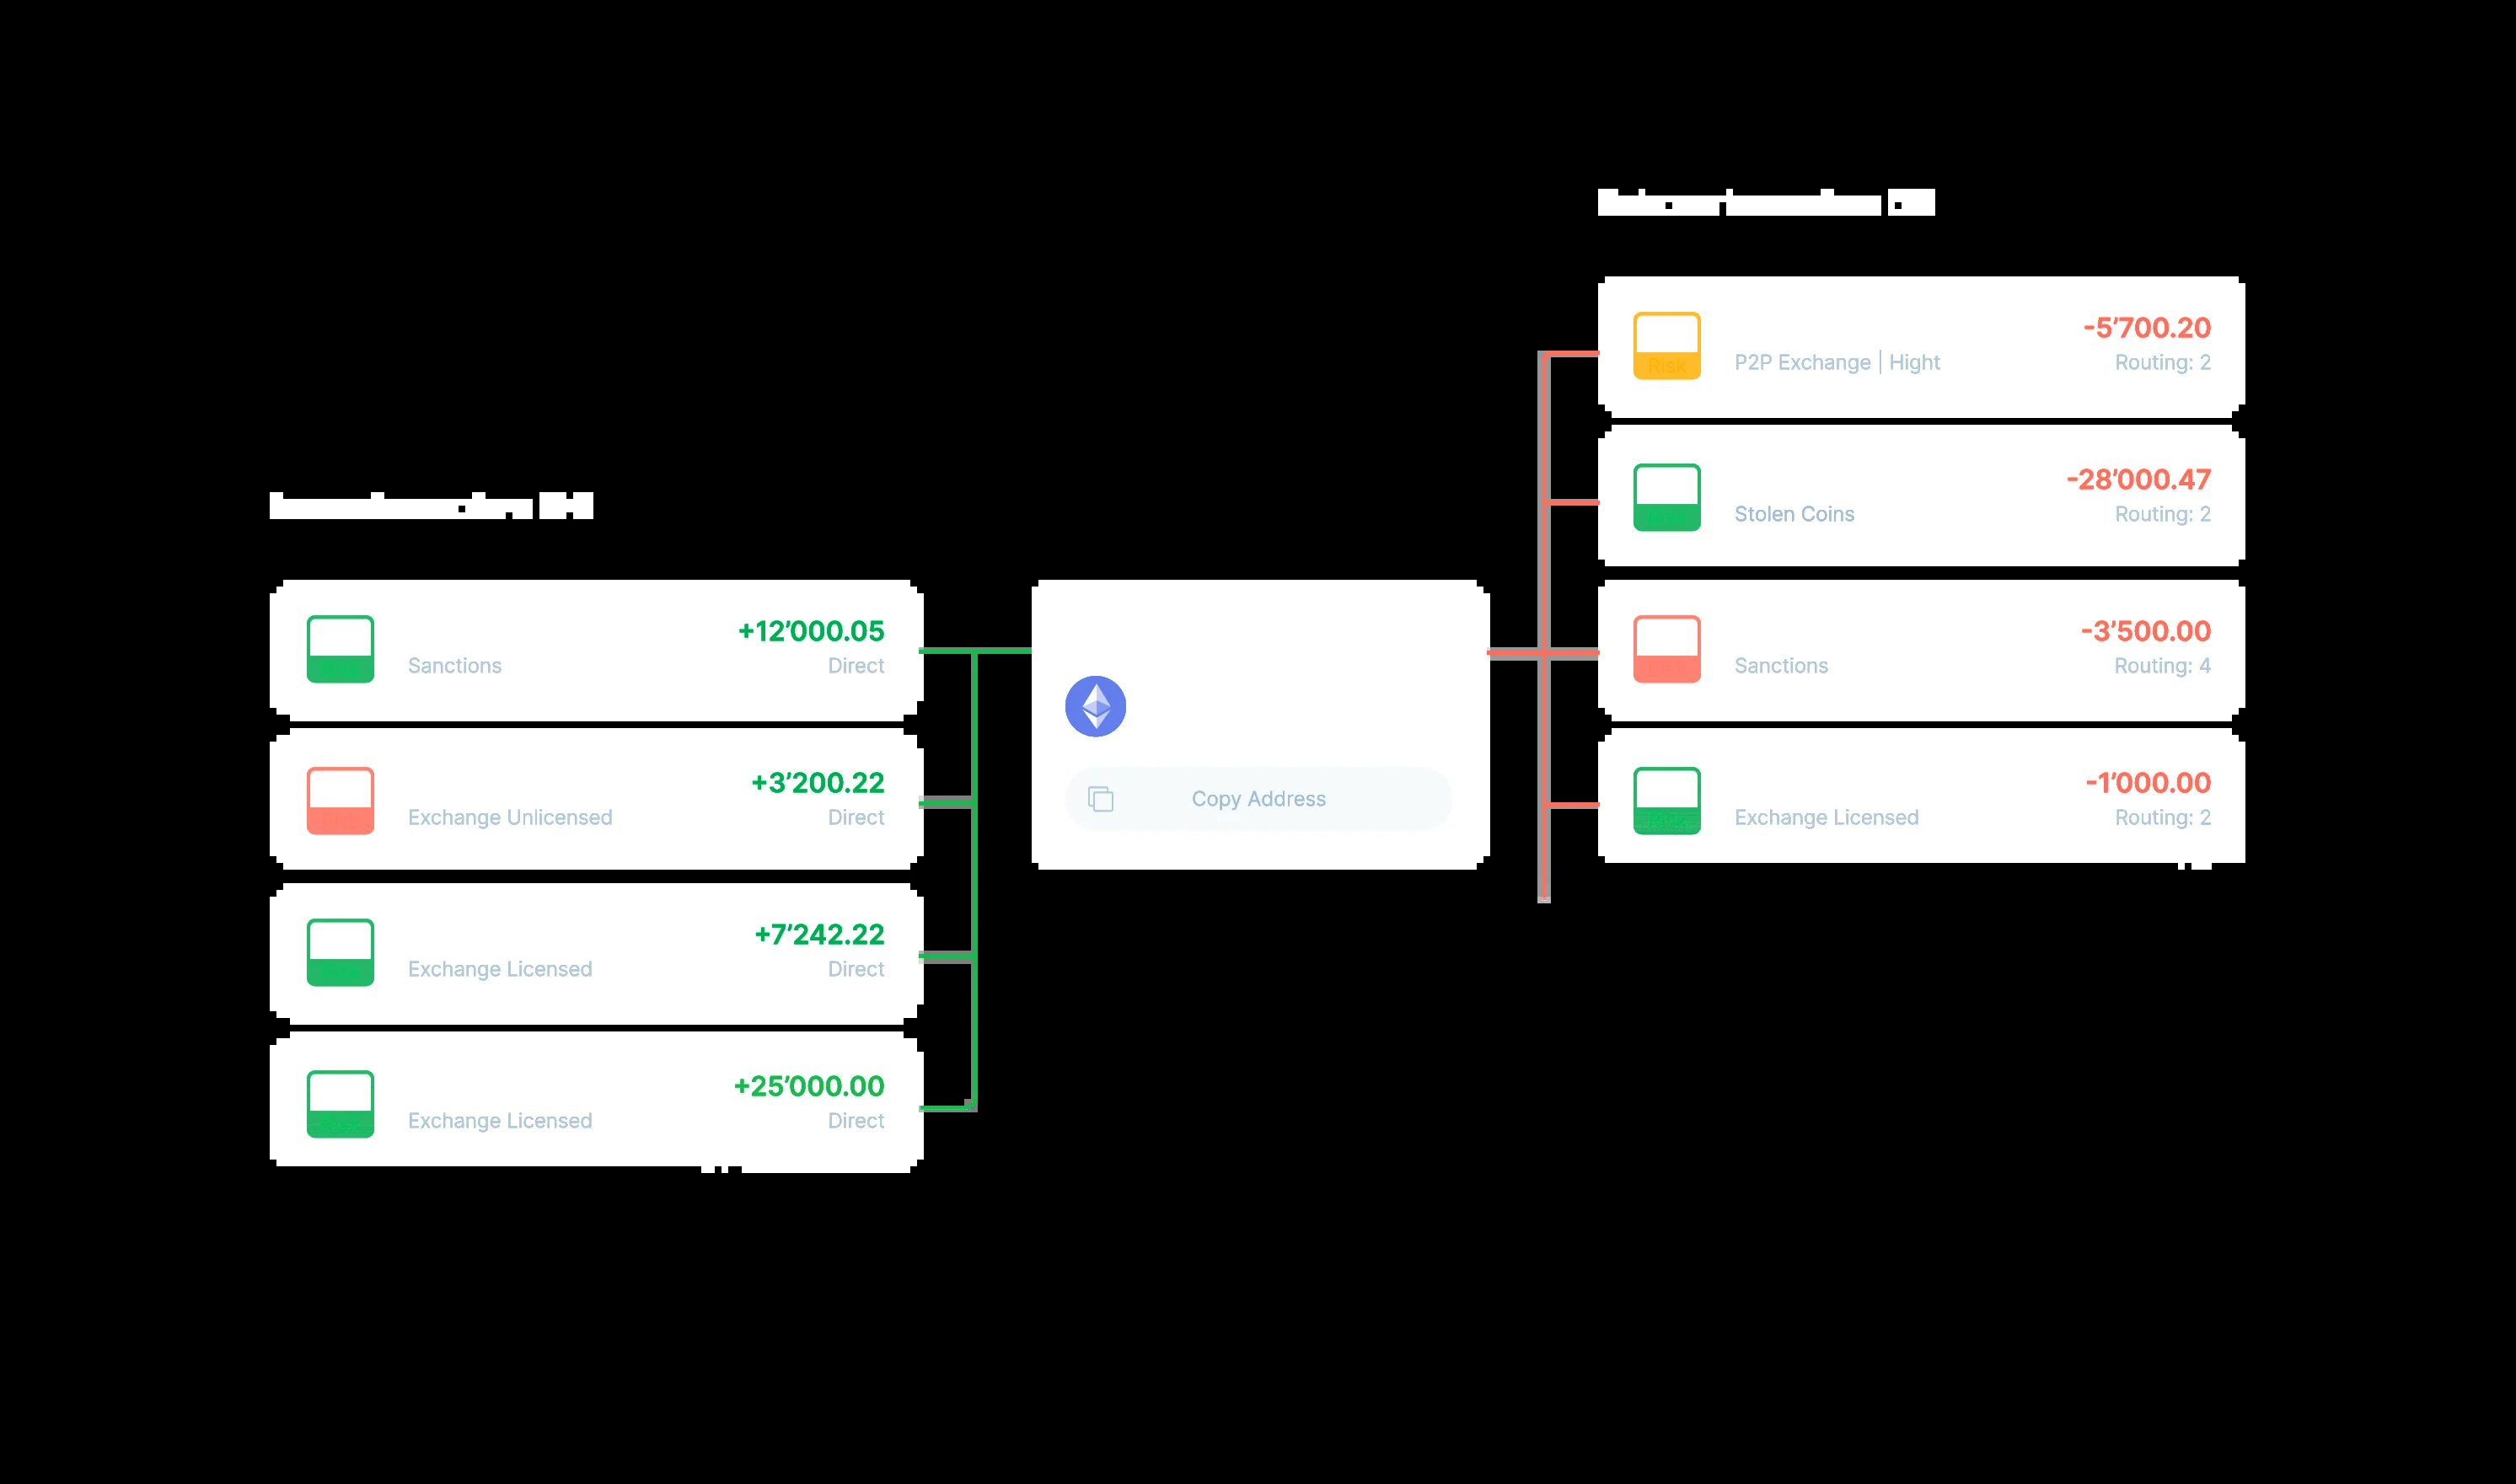 +12’000.05
Sanctions
Direct
+3’200.22
Exchange Unlicensed
Direct
+7’242.22
Exchange Licensed
Direct
+25’000.00
Exchange Licensed
Direct
Copy Address
-5’700.20
Risk
P2P Exchange | Hight
Routing: 2
-28’000.47
Stolen Coins
Routing: 2
-3’500.00
Sanctions
Routing: 4
-1’000.00
Exchange Licensed
Routing: 2